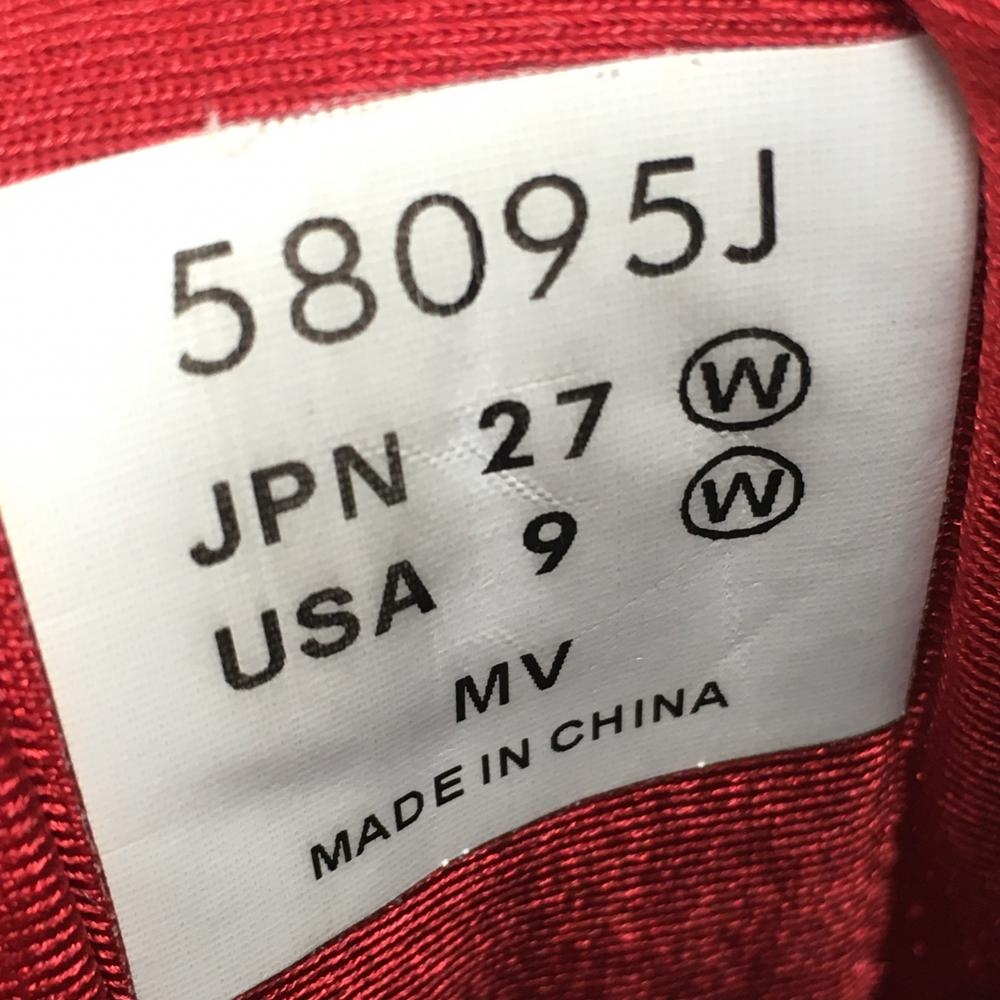 58095J
JPN 27 Ⓦ
USA 9 Ⓦ
MV
MADE IN CHINA